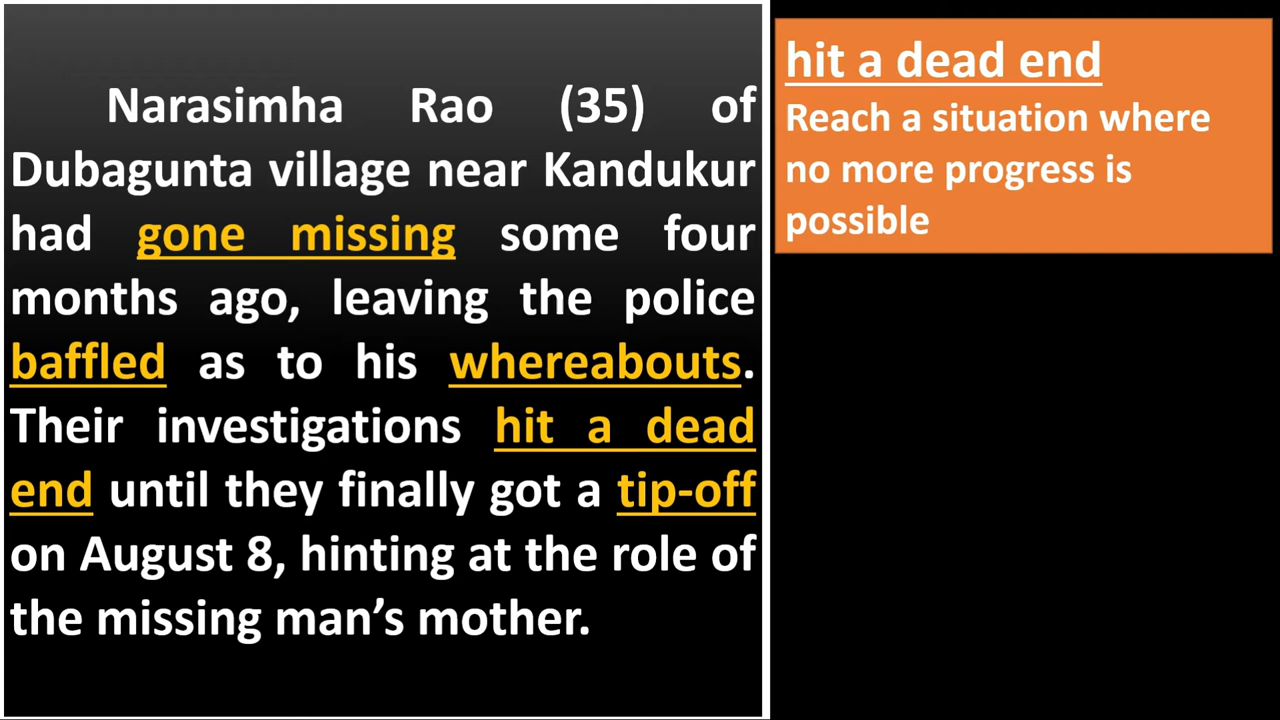 Narasimha Rao (35) of
Dubagunta village near Kandukur
had gone missing some four
months ago, leaving the police
baffled as to his whereabouts.
Their investigations hit a dead
end until they finally got a tip-off
on August 8, hinting at the role of
the missing man’s mother.
hit a dead end
Reach a situation where
no more progress is
possible